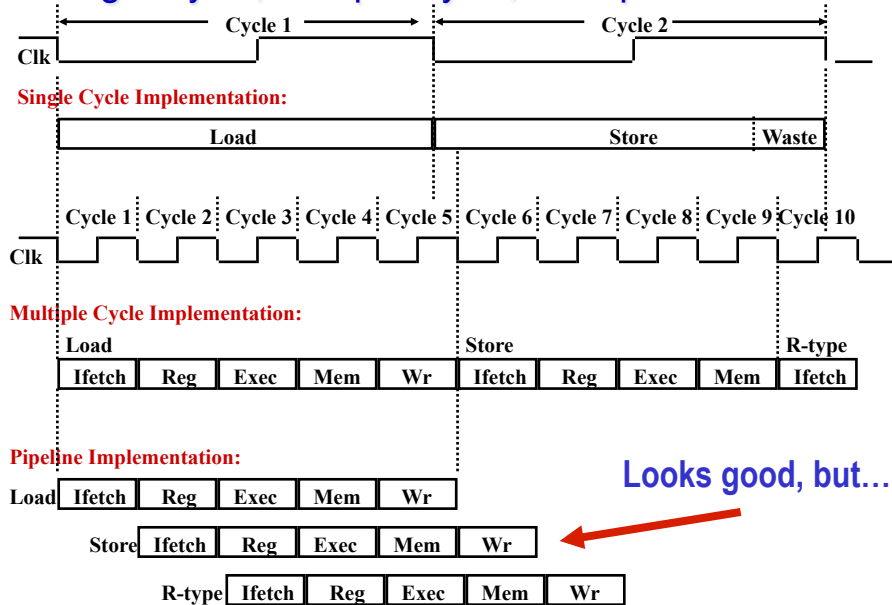 Cycle 1 Cycle 2
Clk
Single Cycle Implementation:
Load Store Waste
Cycle 1 Cycle 2 Cycle 3 Cycle 4 Cycle 5 Cycle 6 Cycle 7 Cycle 8 Cycle 9 Cycle 10
Clk
Multiple Cycle Implementation:
Load Store R-type
Ifetch Reg Exec Mem Wr Ifetch Reg Exec Mem Ifetch
Pipeline Implementation:
Looks good, but…
Load Ifetch Reg Exec Mem Wr
Store Ifetch Reg Exec Mem Wr
R-type Ifetch Reg Exec Mem Wr